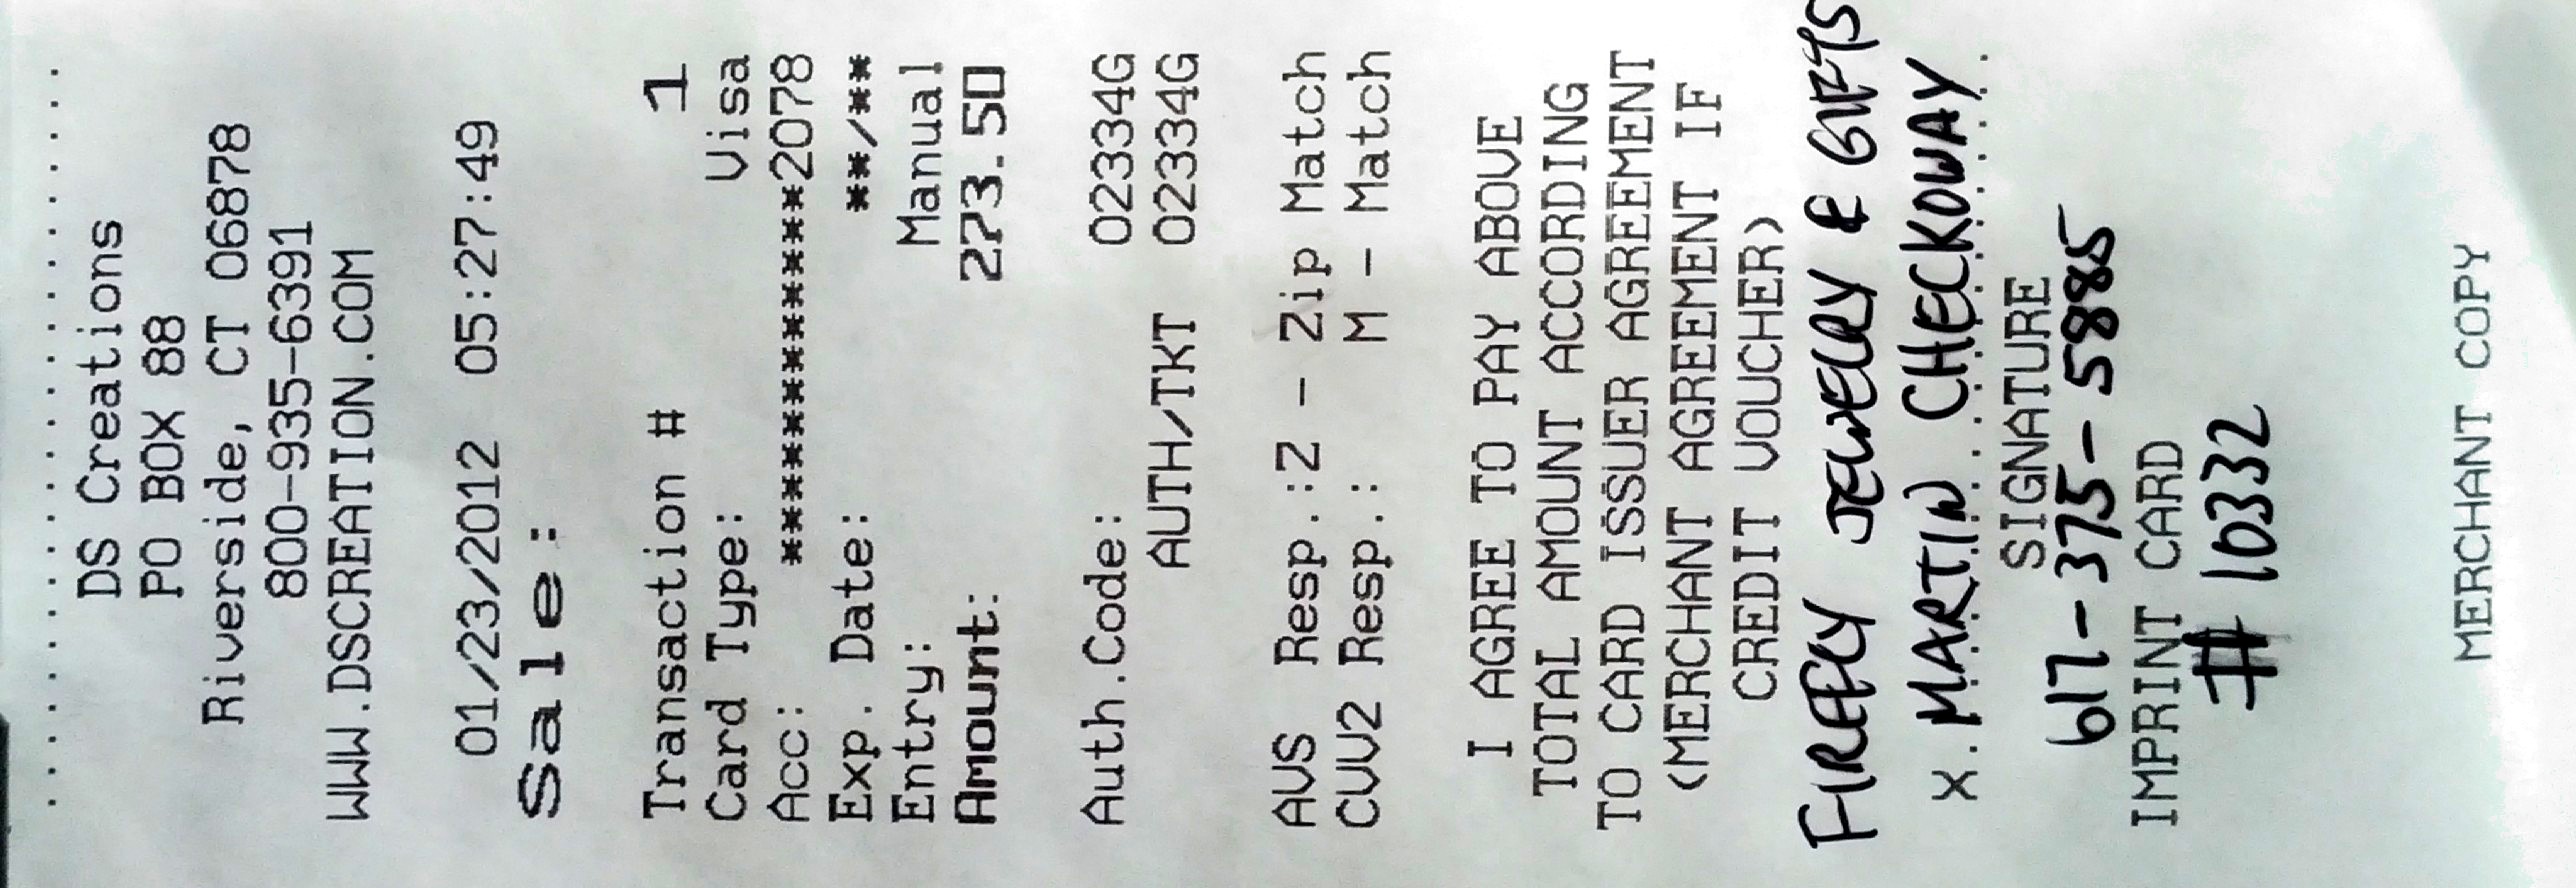 DS Creations
PO BOX 88
Riverside, CT 06878
800-935-6391
WWW.DSCREATION.COM
01/23/2012 05:27:49
Sale:
Transaction # 1
Card Type: Visa
Acc: ************2078
Exp. Date: **/**
Entry: Manual
Amount: 273.50
Auth.Code: 02334G
AUTH/TKT 02334G
AVS Resp.:Z - Zip Match
CVV2 Resp.: M - Match
I AGREE TO PAY ABOVE
TOTAL AMOUNT ACCORDING
TO CARD ISSUER AGREEMENT
(MERCHANT AGREEMENT IF
CREDIT VOUCHER)
FIREFLY JEWELRY & GIFTS
X MARTIN CHECKOWAY
SIGNATURE
617-375-5885
IMPRINT CARD
# 10332
MERCHANT COPY